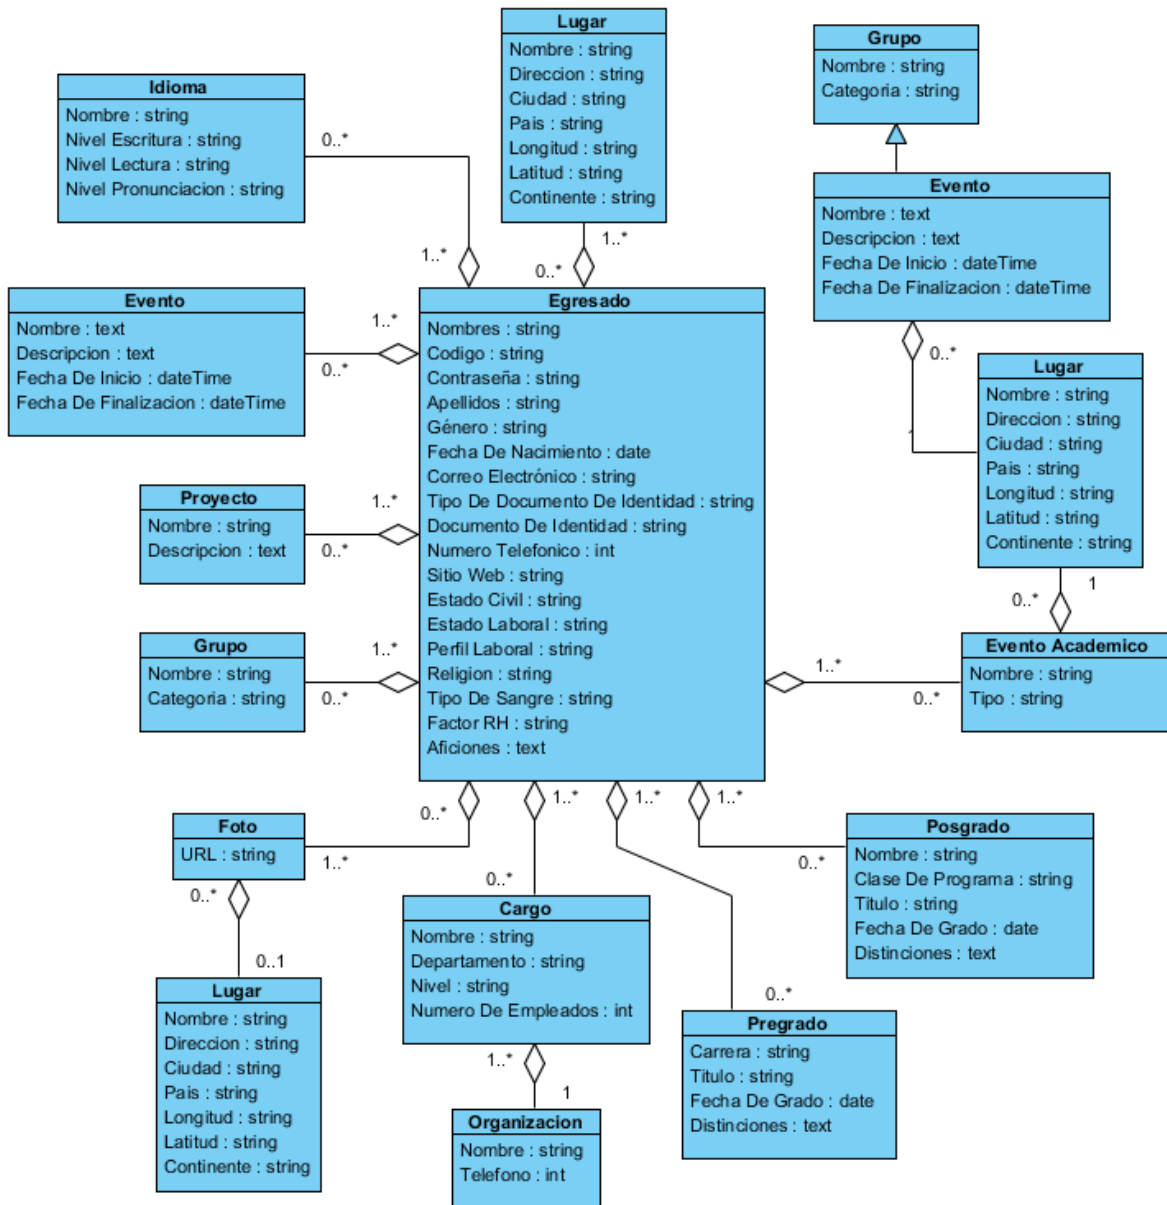 Lugar
Nombre : string
Direccion : string
Ciudad : string
Pais : string
Longitud : string
Latitud : string
Continente : string
1..*
0..*
Grupo
Nombre : string
Categoria : string
Idioma
Nombre : string
Nivel Escritura : string
Nivel Lectura : string
Nivel Pronunciacion : string
0..*
1..*
Evento
Nombre : text
Descripcion : text
Fecha De Inicio : dateTime
Fecha De Finalizacion : dateTime
0..*
Evento
Nombre : text
Descripcion : text
Fecha De Inicio : dateTime
Fecha De Finalizacion : dateTime
1..*
0..*
Egresado
Nombres : string
Codigo : string
Contraseña : string
Apellidos : string
Género : string
Fecha De Nacimiento : date
Correo Electrónico : string
Tipo De Documento De Identidad : string
Documento De Identidad : string
Numero Telefonico : int
Sitio Web : string
Estado Civil : string
Estado Laboral : string
Perfil Laboral : string
Religion : string
Tipo De Sangre : string
Factor RH : string
Aficiones : text
Lugar
Nombre : string
Direccion : string
Ciudad : string
Pais : string
Longitud : string
Latitud : string
Continente : string
1
0..*
Proyecto
Nombre : string
Descripcion : text
1..*
0..*
Grupo
Nombre : string
Categoria : string
1..*
0..*
Evento Academico
Nombre : string
Tipo : string
1..*
0..*
0..*
1..*
1..*
1..*
Foto
URL : string
1..*
0..*
0..1
Lugar
Nombre : string
Direccion : string
Ciudad : string
Pais : string
Longitud : string
Latitud : string
Continente : string
0..*
Cargo
Nombre : string
Departamento : string
Nivel : string
Numero De Empleados : int
1..*
1
Organizacion
Nombre : string
Telefono : int
0..*
Posgrado
Nombre : string
Clase De Programa : string
Titulo : string
Fecha De Grado : date
Distinciones : text
0..*
Pregrado
Carrera : string
Titulo : string
Fecha De Grado : date
Distinciones : text